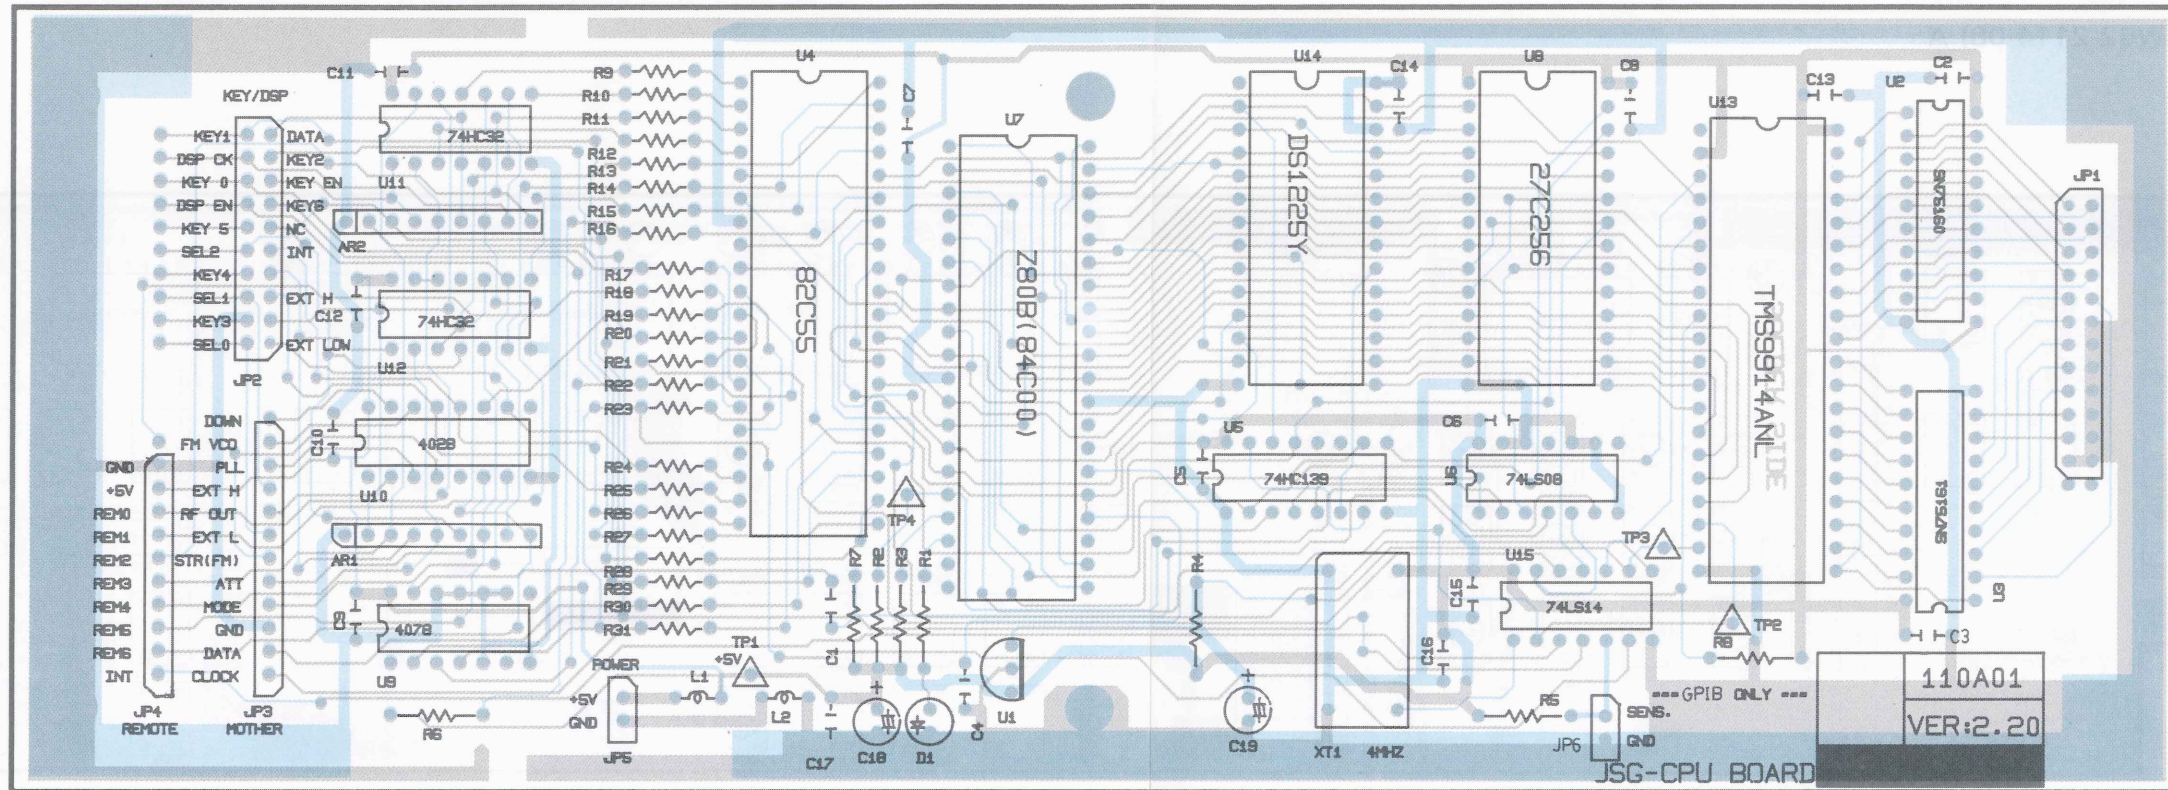 C11
KEY/DSP
KEY1 DATA
DSP CK KEY2
KEY 0 KEY EN
DSP EN KEY6
KEY 5 NC
SEL2 INT
KEY4
SEL1 EXT H
KEY3
SEL0 EXT LOW
JP2
74HC32
U11
AR2
C12
74HC32
U12
C10
4028
U10
AR1
C9
4078
U9
R6
DOWN
FM VCO
PLL
EXT H
RF OUT
EXT L
STR(FM)
ATT
MODE
GND
DATA
CLOCK
JP3
MOTHER
GND
+5V
REM0
REM1
REM2
REM3
REM4
REM5
REM6
INT
JP4
REMOTE
R9
R10
R11
R12
R13
R14
R15
R16
R17
R18
R19
R20
R21
R22
R23
R24
R25
R26
R27
R28
R29
R30
R31
POWER
+5V
GND
JP5
TP1
+5V
L1
L2
U4
82C55
C7
U7
Z80B(84C00)
TP4
R7
R2
R3
R1
C1
C17
+
C18
D1
C4
U1
U14
DS1225Y
C14
U8
27C256
C8
U5
C5
74HC139
C6
U6
74LS08
R4
+
C19
XT1 4MHZ
C15
C16
U15
74LS14
TP3
TP2
R8
R5
SENS.
GND
JP6
U13
TMS9914ANL
C13
U2
C2
SN75160
SN75161
U3
C3
JP1
---GPIB ONLY ---
110A01
VER:2.20
JSG-CPU BOARD